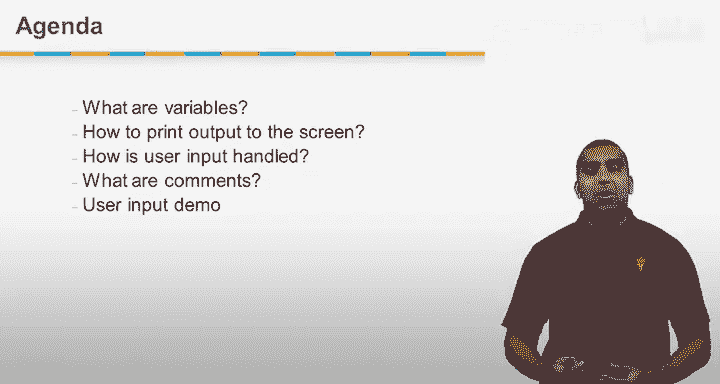 Agenda
- What are variables?
- How to print output to the screen?
- How is user input handled?
- What are comments?
- User input demo